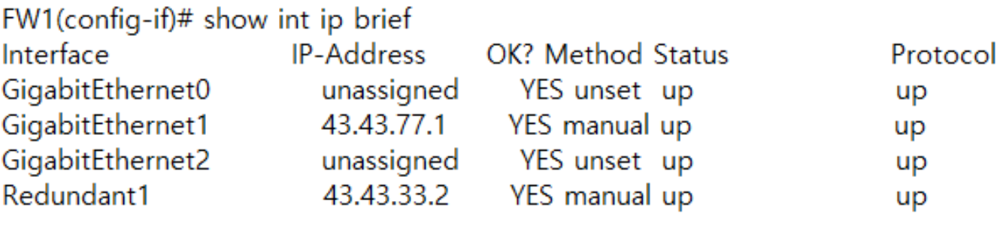 FW1(config-if)# show int ip brief
Interface IP-Address OK? Method Status Protocol
GigabitEthernet0 unassigned YES unset up up
GigabitEthernet1 43.43.77.1 YES manual up up
GigabitEthernet2 unassigned YES unset up up
Redundant1 43.43.33.2 YES manual up up